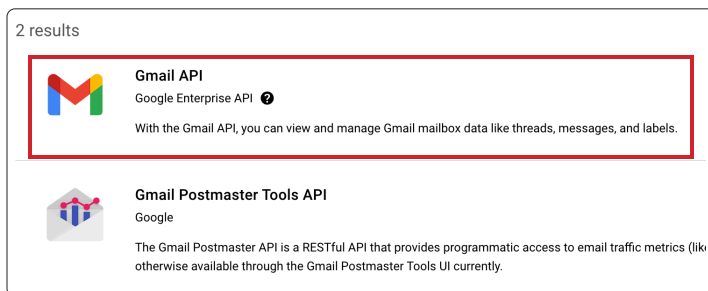 2 results
Gmail API
Google Enterprise API
With the Gmail API, you can view and manage Gmail mailbox data like threads, messages, and labels.
Gmail Postmaster Tools API
Google
The Gmail Postmaster API is a RESTful API that provides programmatic access to email traffic metrics (like
otherwise available through the Gmail Postmaster Tools UI currently.